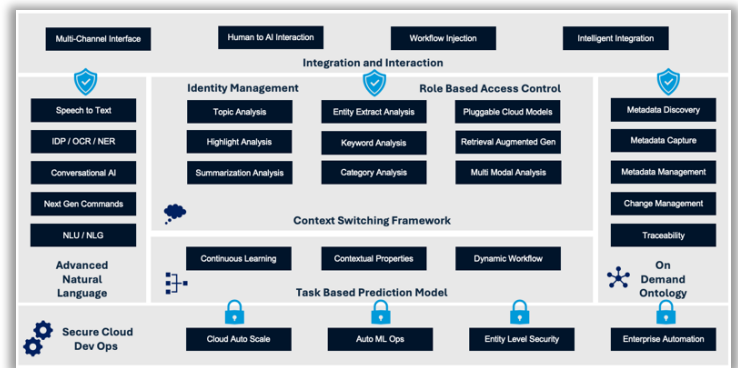 Multi-Channel Interface
Human to AI Interaction
Workflow Injection
Intelligent Integration
Integration and Interaction
Speech to Text
IDP / OCR / NER
Conversational AI
Next Gen Commands
NLU / NLG
Advanced
Natural
Language
Identity Management
Role Based Access Control
Topic Analysis
Entity Extract Analysis
Pluggable Cloud Models
Highlight Analysis
Keyword Analysis
Retrieval Augmented Gen
Summarization Analysis
Category Analysis
Multi Modal Analysis
Context Switching Framework
Continuous Learning
Contextual Properties
Dynamic Workflow
Task Based Prediction Model
Metadata Discovery
Metadata Capture
Metadata Management
Change Management
Traceability
On
Demand
Ontology
Secure Cloud
Dev Ops
Cloud Auto Scale
Auto ML Ops
Entity Level Security
Enterprise Automation